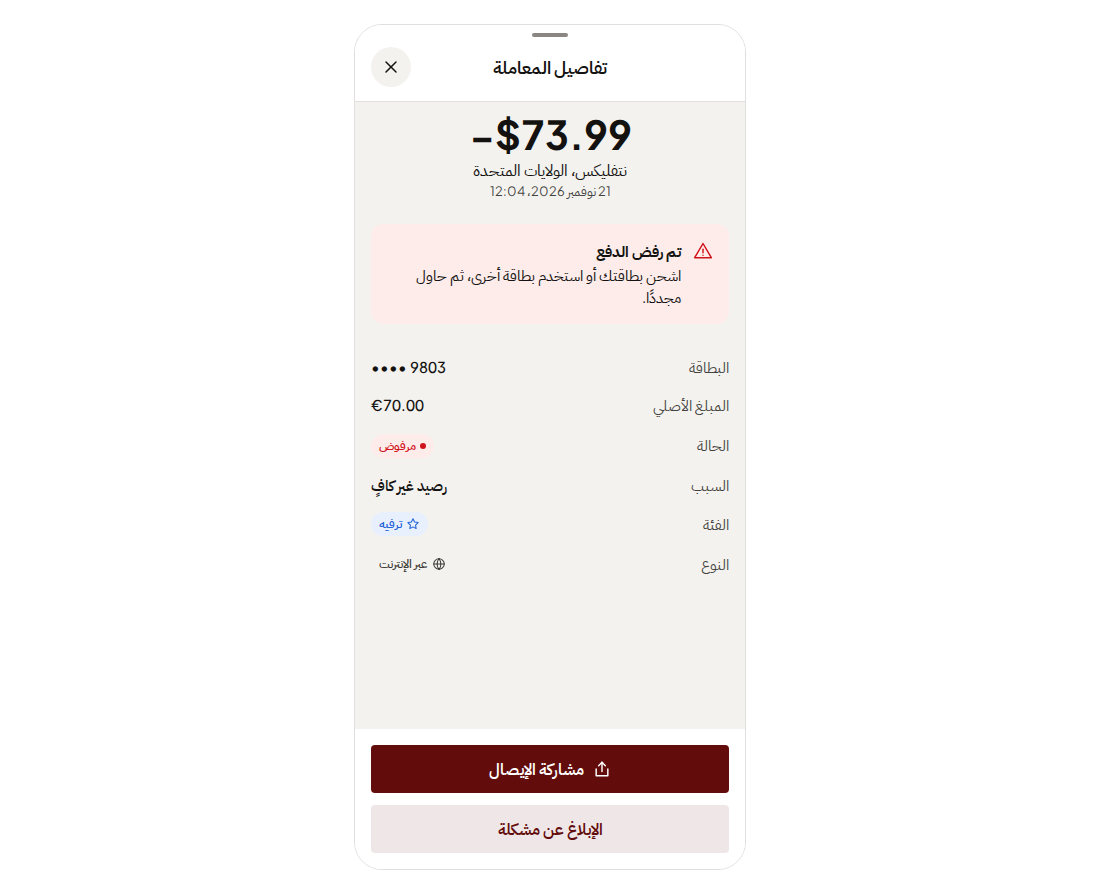 تفاصيل المعاملة
−$73.99
نتفليكس، الولايات المتحدة
21 نوفمبر 2026، 12:04
تم رفض الدفع
اشحن بطاقتك أو استخدم بطاقة أخرى، ثم حاول
مجددًا.
البطاقة •••• 9803
المبلغ الأصلي €70.00
الحالة مرفوض
السبب رصيد غير كافٍ
الفئة ترفيه
النوع عبر الإنترنت
مشاركة الإيصال
الإبلاغ عن مشكلة